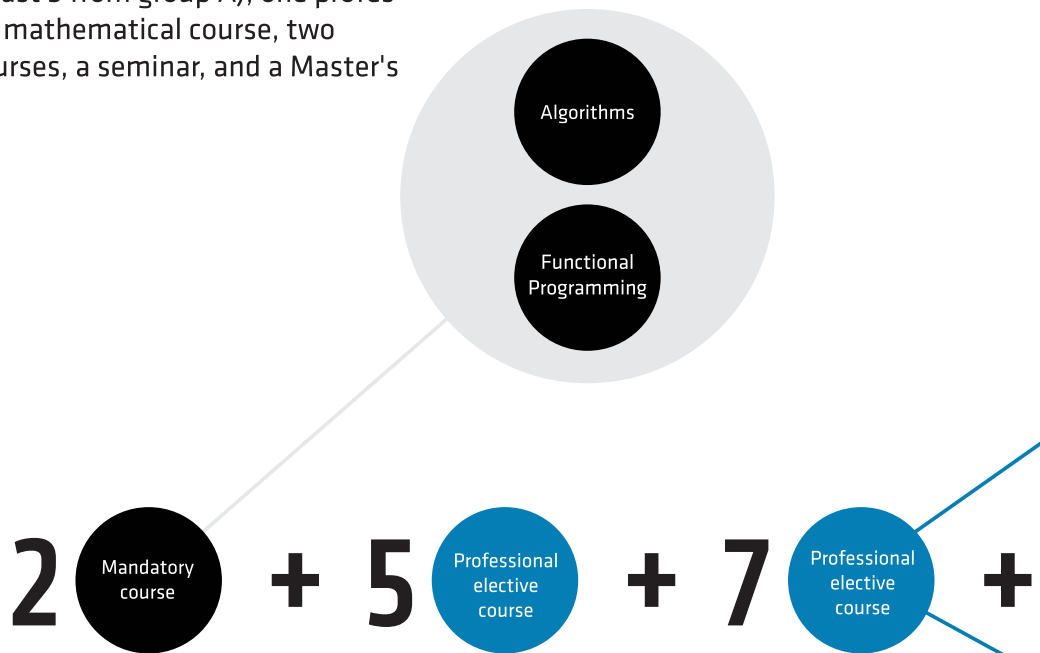 mathematical course, two
urses, a seminar, and a Master's
Algorithms
Functional
Programming
2
Mandatory
course
+
5
Professional
elective
course
+
7
Professional
elective
course
+